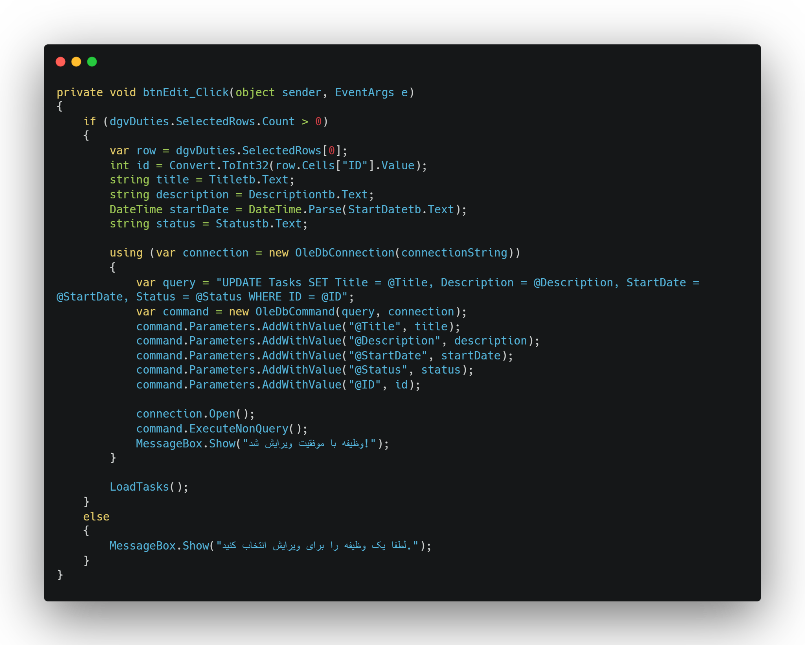 private void btnEdit_Click(object sender, EventArgs e)
{
    if (dgvDuties.SelectedRows.Count > 0)
    {
        var row = dgvDuties.SelectedRows[0];
        int id = Convert.ToInt32(row.Cells["ID"].Value);
        string title = Titletb.Text;
        string description = Descriptiontb.Text;
        DateTime startDate = DateTime.Parse(StartDatetb.Text);
        string status = Statustb.Text;

        using (var connection = new OleDbConnection(connectionString))
        {
            var query = "UPDATE Tasks SET Title = @Title, Description = @Description, StartDate =
@StartDate, Status = @Status WHERE ID = @ID";
            var command = new OleDbCommand(query, connection);
            command.Parameters.AddWithValue("@Title", title);
            command.Parameters.AddWithValue("@Description", description);
            command.Parameters.AddWithValue("@StartDate", startDate);
            command.Parameters.AddWithValue("@Status", status);
            command.Parameters.AddWithValue("@ID", id);

            connection.Open();
            command.ExecuteNonQuery();
            MessageBox.Show("وظیفه با موفقیت ویرایش شد!");
        }

        LoadTasks();
    }
    else
    {
        MessageBox.Show("لطفا یک وظیفه را برای ویرایش انتخاب کنید.");
    }
}